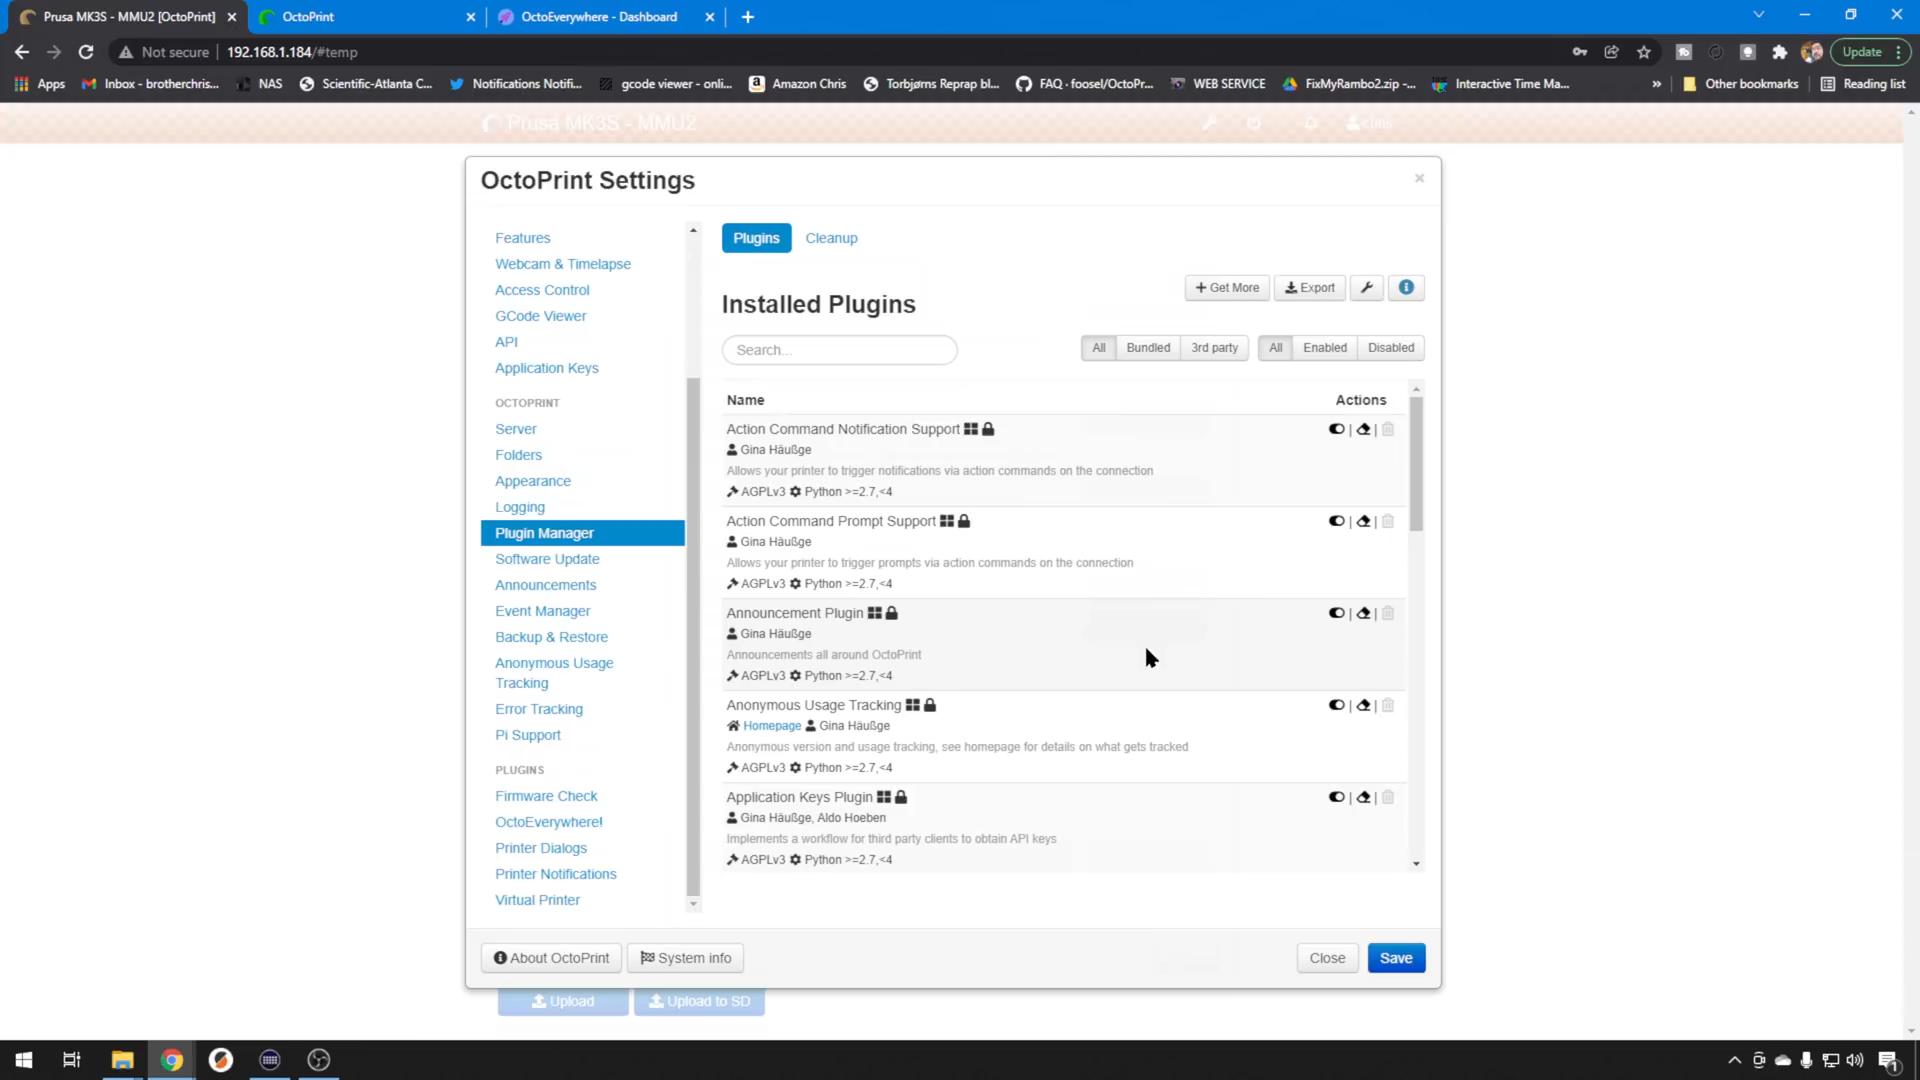 Prusa MK3S - MMU2 [OctoPrint]
OctoPrint
OctoEverywhere - Dashboard
Not secure
192.168.1.184/#temp
Update
Apps
Inbox - brotherchris...
NAS
Scientific-Atlanta C...
Notifications Notifi...
gcode viewer - onli...
Amazon Chris
Torbjørns Reprap bl...
FAQ · foosel/OctoPr...
WEB SERVICE
FixMyRambo2.zip -...
Interactive Time Ma...
»
Other bookmarks
Reading list
Prusa MK3S - MMU2
chris
OctoPrint Settings
×
Features
Webcam & Timelapse
Access Control
GCode Viewer
API
Application Keys
OCTOPRINT
Server
Folders
Appearance
Logging
Plugin Manager
Software Update
Announcements
Event Manager
Backup & Restore
Anonymous Usage
Tracking
Error Tracking
Pi Support
PLUGINS
Firmware Check
OctoEverywhere!
Printer Dialogs
Printer Notifications
Virtual Printer
Plugins
Cleanup
Get More
Export
Installed Plugins
Search...
All
Bundled
3rd party
All
Enabled
Disabled
Name
Actions
Action Command Notification Support
Gina Häußge
Allows your printer to trigger notifications via action commands on the connection
AGPLv3 Python >=2.7,<4
Action Command Prompt Support
Gina Häußge
Allows your printer to trigger prompts via action commands on the connection
AGPLv3 Python >=2.7,<4
Announcement Plugin
Gina Häußge
Announcements all around OctoPrint
AGPLv3 Python >=2.7,<4
Anonymous Usage Tracking
Homepage Gina Häußge
Anonymous version and usage tracking, see homepage for details on what gets tracked
AGPLv3 Python >=2.7,<4
Application Keys Plugin
Gina Häußge, Aldo Hoeben
Implements a workflow for third party clients to obtain API keys
AGPLv3 Python >=2.7,<4
About OctoPrint
System info
Close
Save
Upload
Upload to SD
1